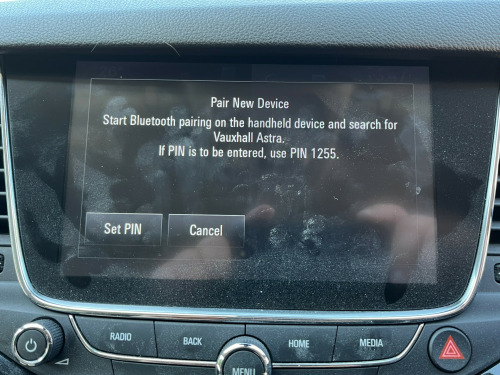 Pair New Device
Start Bluetooth pairing on the handheld device and search for
Vauxhall Astra.
If PIN is to be entered, use PIN 1255.
Set PIN
Cancel
RADIO
BACK
HOME
MEDIA
MENU